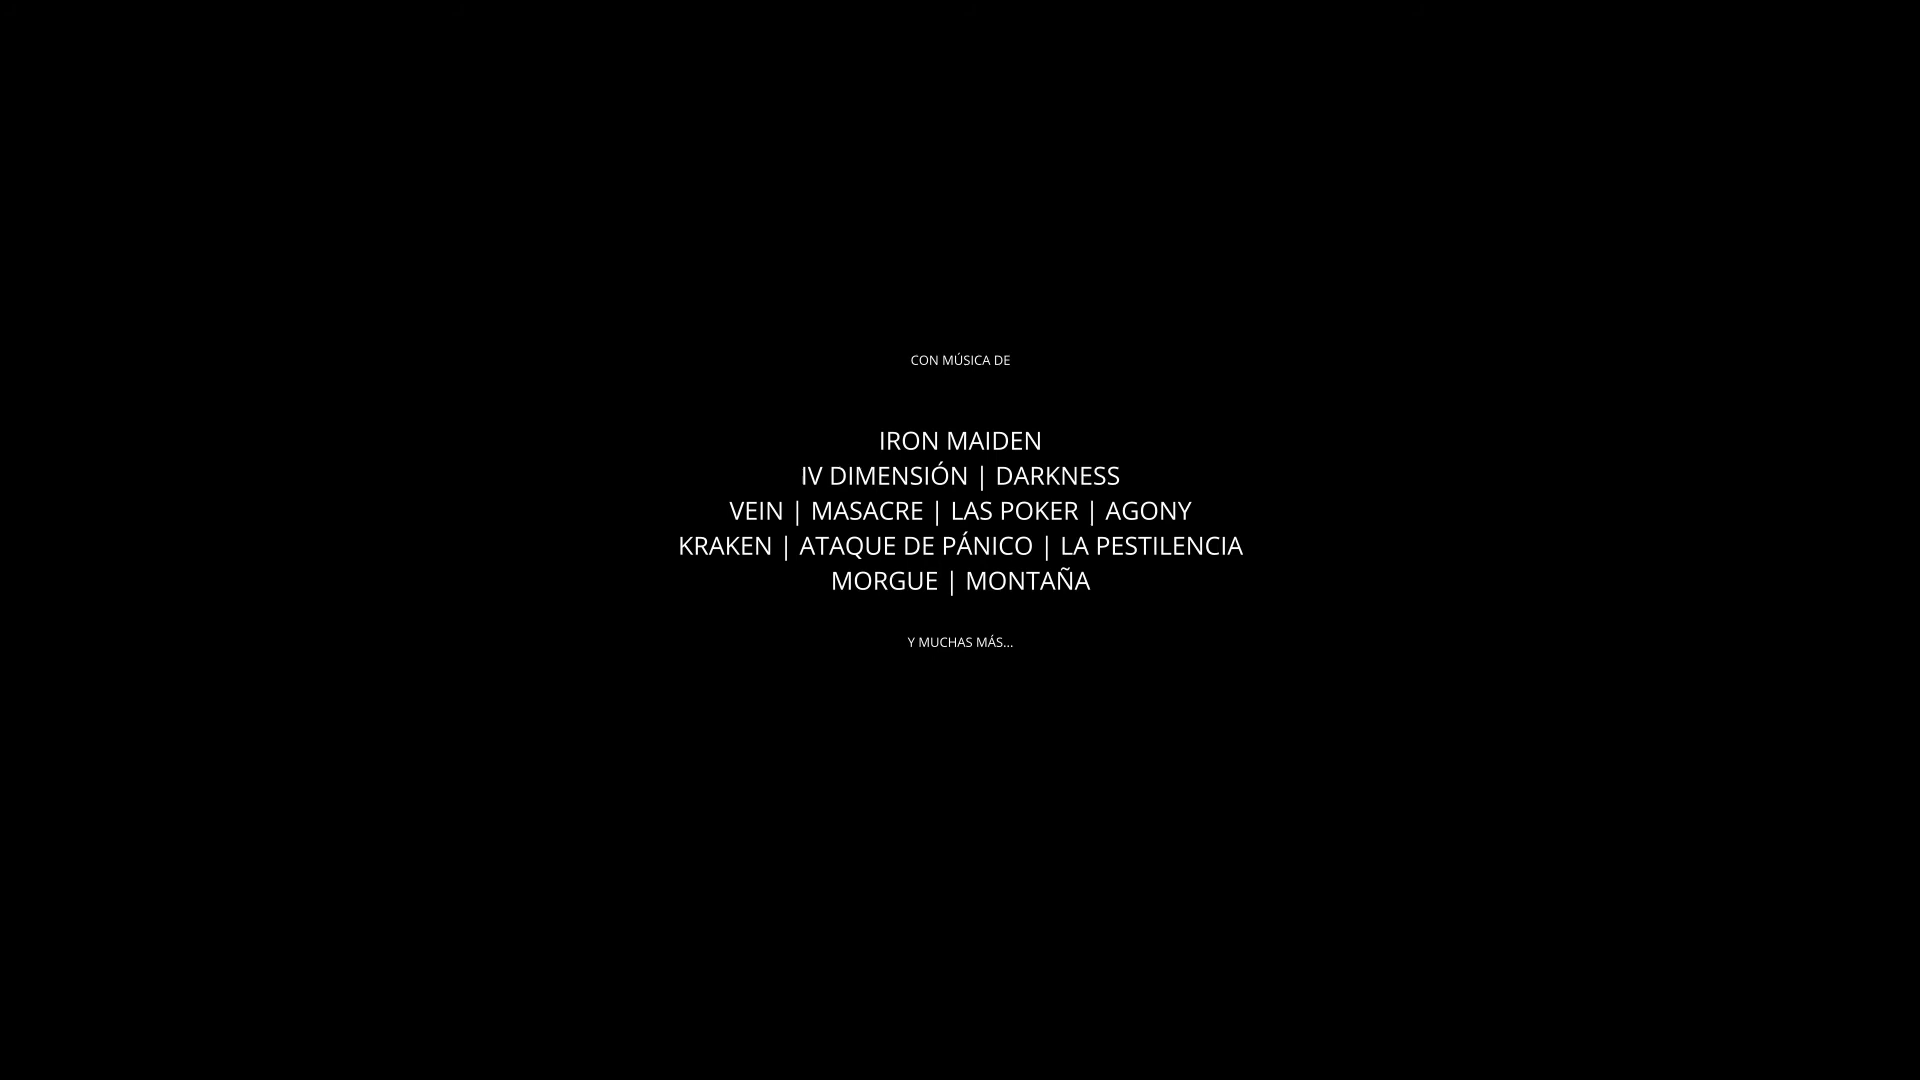 CON MÚSICA DE
IRON MAIDEN
IV DIMENSIÓN | DARKNESS
VEIN | MASACRE | LAS POKER | AGONY
KRAKEN | ATAQUE DE PÁNICO | LA PESTILENCIA
MORGUE | MONTAÑA
Y MUCHAS MÁS...